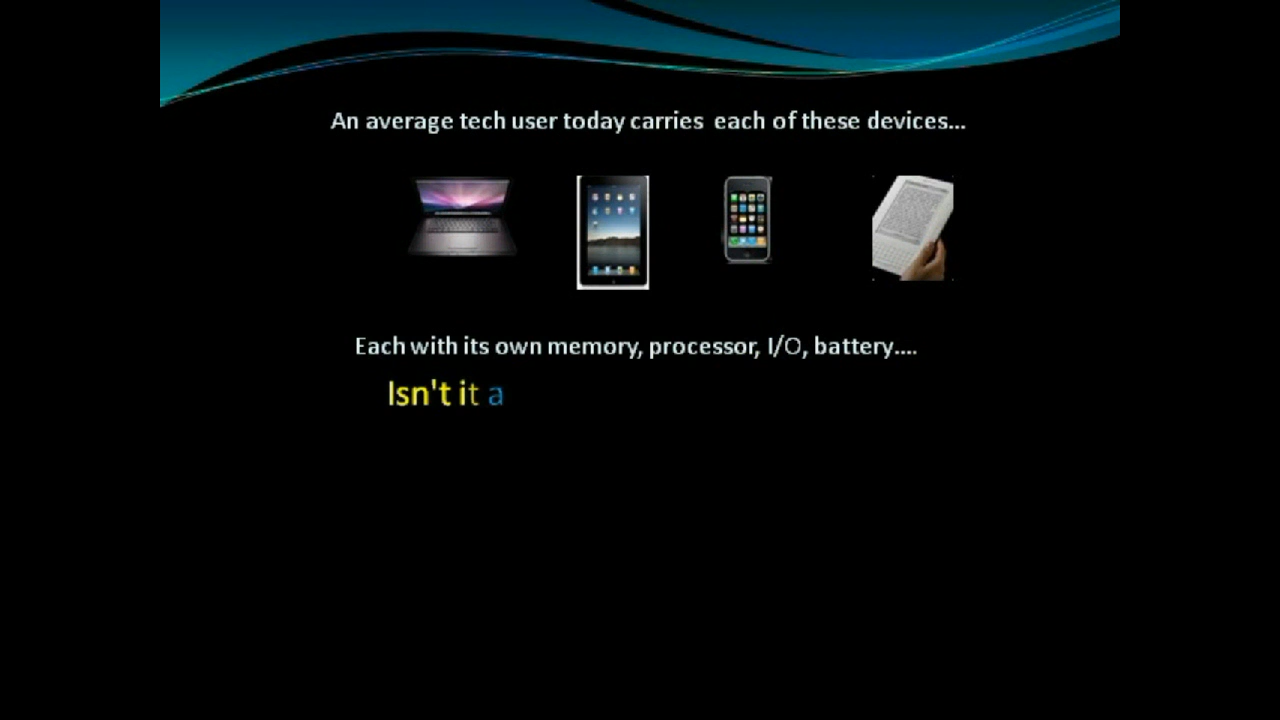 An average tech user today carries each of these devices...
Each with its own memory, processor, I/O, battery....
Isn't it a